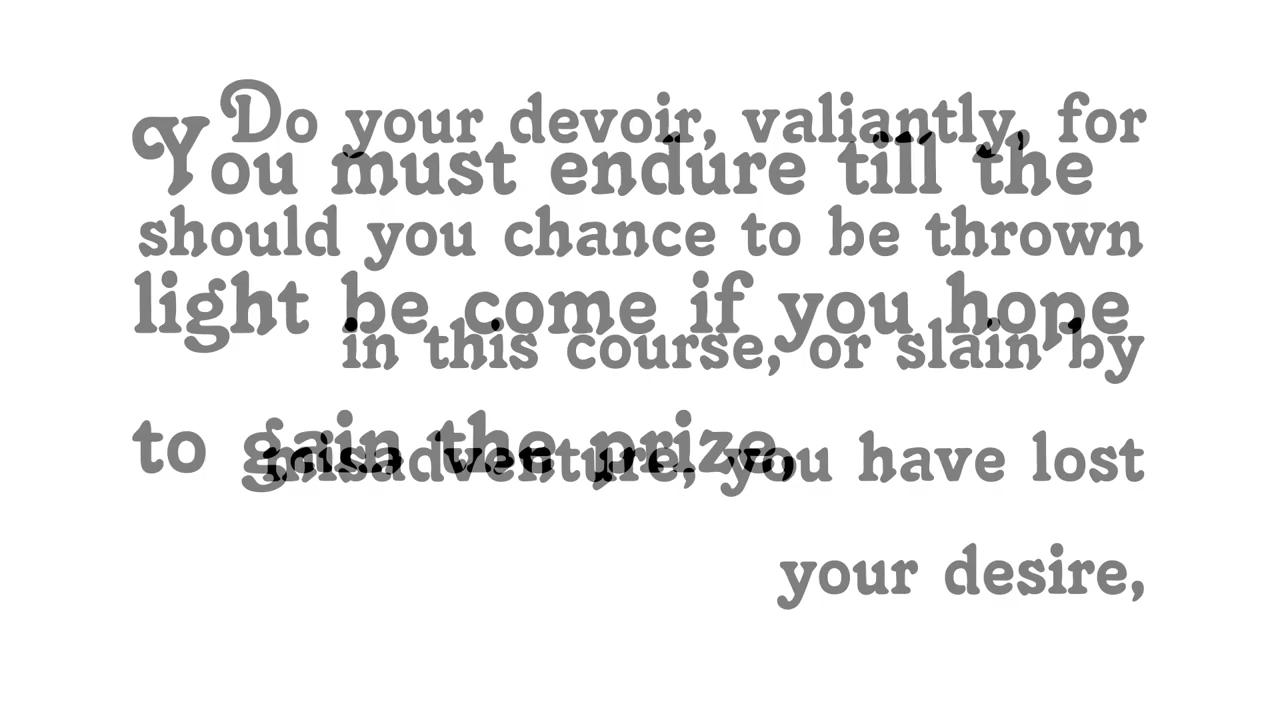 Do your devoir, valiantly, for
should you chance to be thrown
in this course, or slain by
misadventure, you have lost
your desire,
You must endure till the
light be come if you hope
to gain the prize,